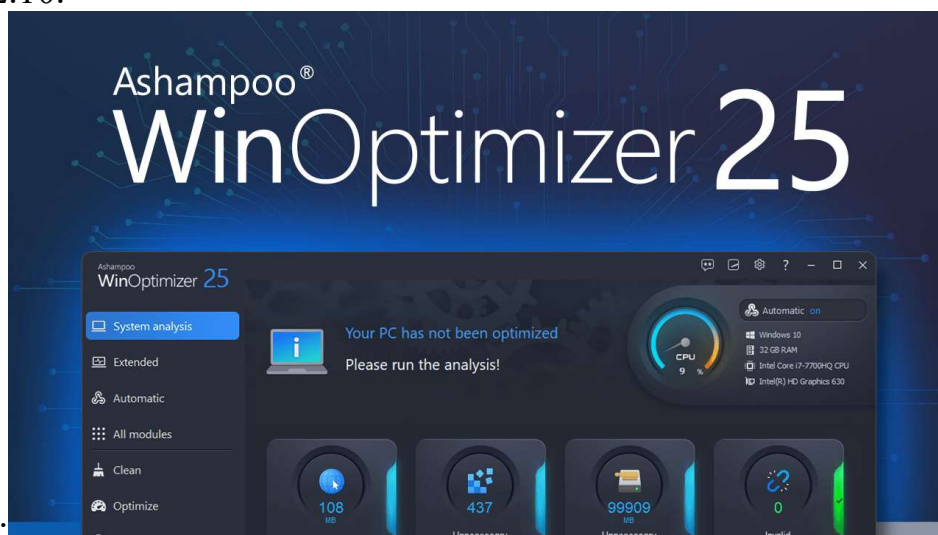 Ashampoo®
WinOptimizer 25
Ashampoo
WinOptimizer 25
?
Automatic on
System analysis
Your PC has not been optimized
Windows 10
32 GB RAM
Extended
Please run the analysis!
CPU
9 %
Intel Core i7-7700HQ CPU
Intel(R) HD Graphics 630
Automatic
All modules
Clean
Optimize
108
MB
437
99909
MB
0